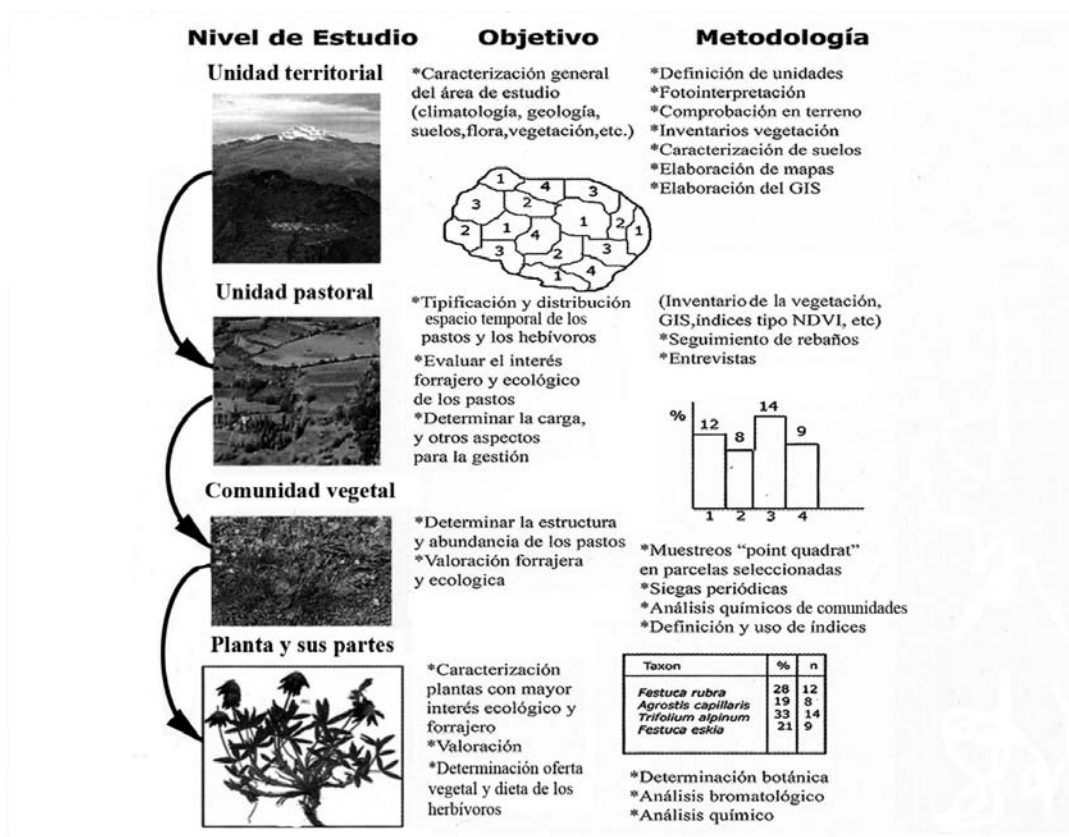 Nivel de Estudio Objetivo Metodología
Unidad territorial
*Caracterización general
del área de estudio
(climatología, geología,
suelos,flora,vegetación,etc.)
*Definición de unidades
*Fotointerpretación
*Comprobación en terreno
*Inventarios vegetación
*Caracterización de suelos
*Elaboración de mapas
*Elaboración del GIS
1 4 3
3 2 1 2 1
2 1 4 3
3 2
1 4
Unidad pastoral
*Tipificación y distribución
espacio temporal de los
pastos y los hebívoros
*Evaluar el interés
forrajero y ecológico
de los pastos
*Determinar la carga,
y otros aspectos
para la gestión
(Inventario de la vegetación,
GIS,índices tipo NDVI, etc)
*Seguimiento de rebaños
*Entrevistas
%
12 8 14 9
1 2 3 4
Comunidad vegetal
*Determinar la estructura
y abundancia de los pastos
*Valoración forrajera
y ecologica
*Muestreos “point quadrat”
en parcelas seleccionadas
*Siegas periódicas
*Análisis químicos de comunidades
*Definición y uso de índices
Planta y sus partes
*Caracterización
plantas con mayor
interés ecológico y
forrajero
*Valoración
*Determinación oferta
vegetal y dieta de los
herbívoros
Taxon % n
Festuca rubra 28 12
Agrostis capillaris 19 8
Trifolium alpinum 33 14
Festuca eskia 21 9
*Determinación botánica
*Análisis bromatológico
*Análisis químico